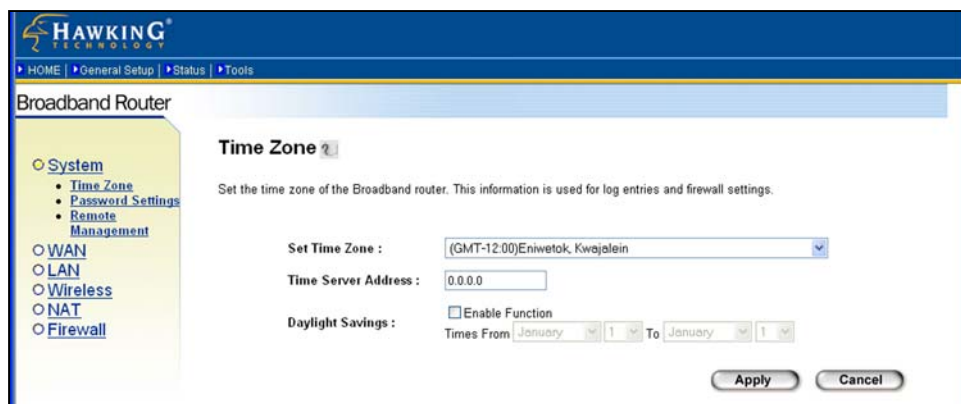 HAWKING®
TECHNOLOGY
HOME | General Setup | Status | Tools
Broadband Router
System
Time Zone
Password Settings
Remote
Management
WAN
LAN
Wireless
NAT
Firewall
Time Zone
Set the time zone of the Broadband router. This information is used for log entries and firewall settings.
Set Time Zone : (GMT-12:00)Eniwetok, Kwajalein
Time Server Address : 0.0.0.0
Daylight Savings : Enable Function
Times From January 1 To January 1
Apply Cancel